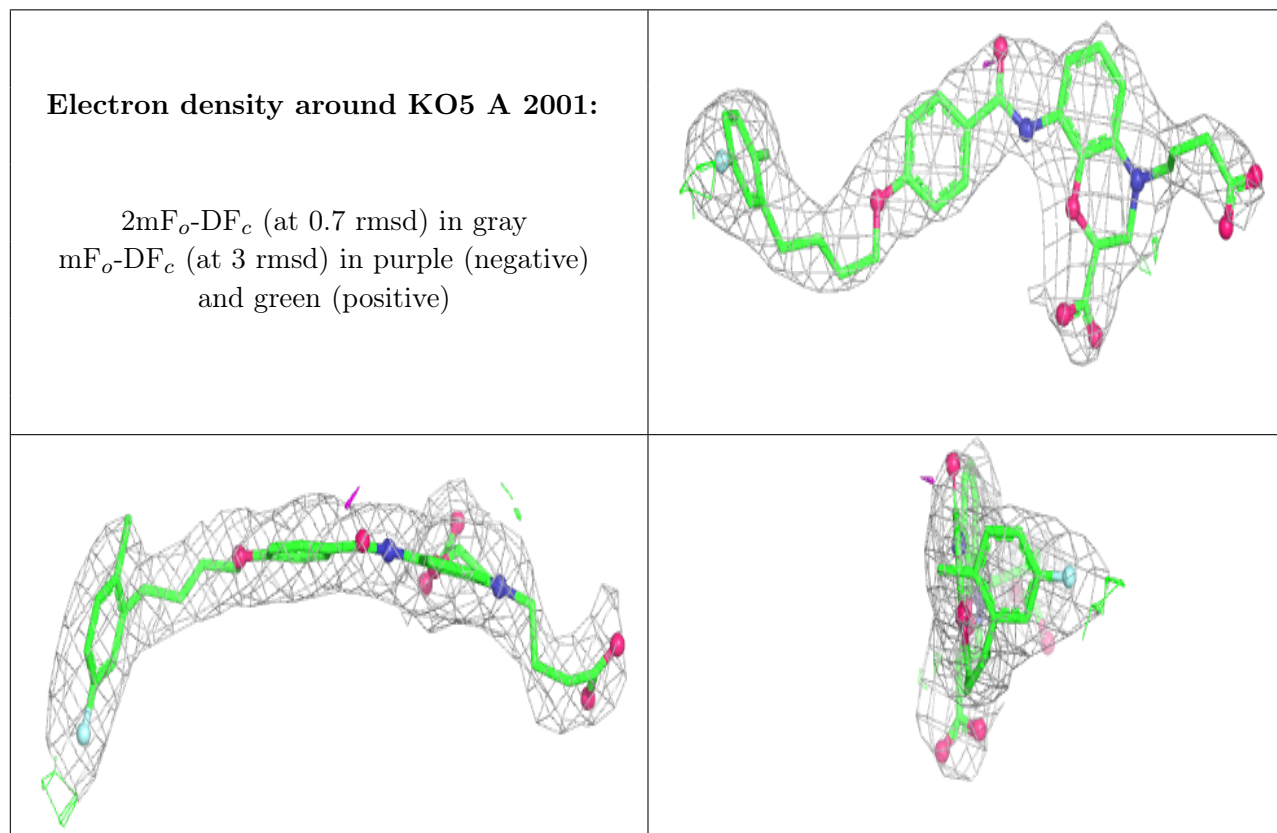 Electron density around KO5 A 2001:
2mFo-DFc (at 0.7 rmsd) in gray
mFo-DFc (at 3 rmsd) in purple (negative)
and green (positive)